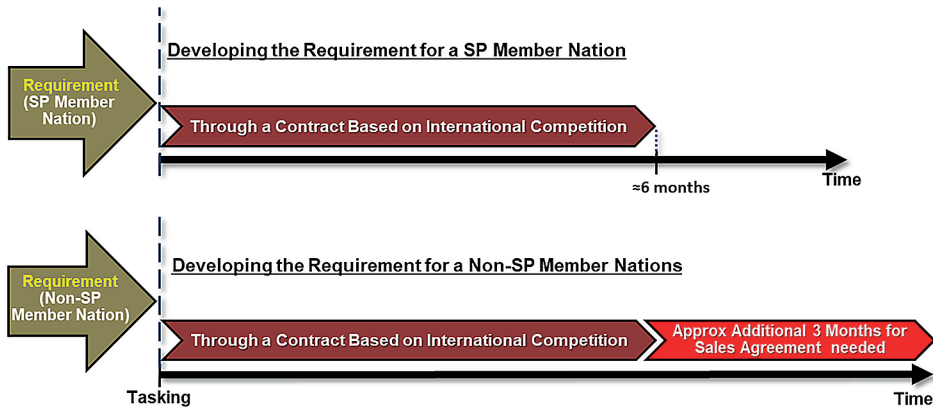 Developing the Requirement for a SP Member Nation
Requirement
(SP Member
Nation)
Through a Contract Based on International Competition
≈6 months
Time
Developing the Requirement for a Non-SP Member Nations
Requirement
(Non-SP
Member Nation)
Through a Contract Based on International Competition
Approx Additional 3 Months for
Sales Agreement needed
Tasking
Time